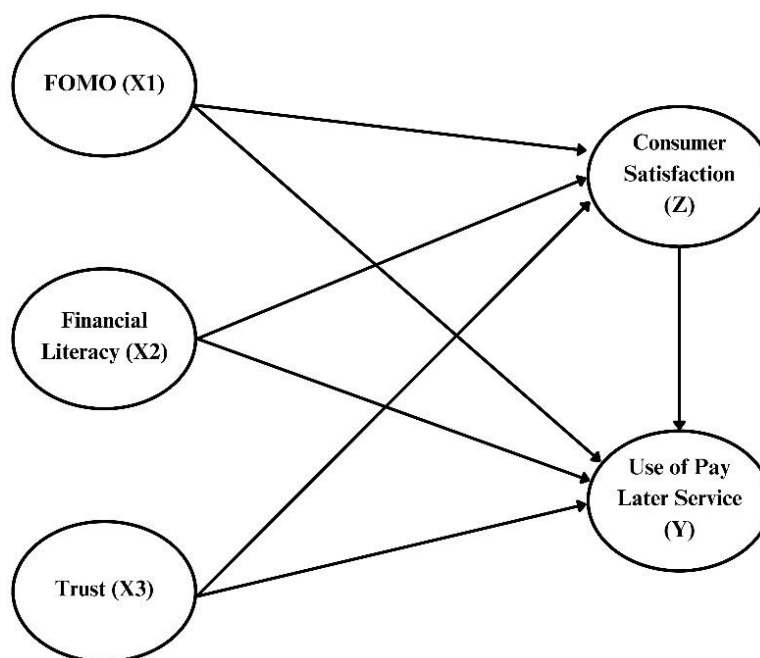 FOMO (X1)
Consumer
Satisfaction
(Z)
Financial
Literacy (X2)
Use of Pay
Later Service
(Y)
Trust (X3)